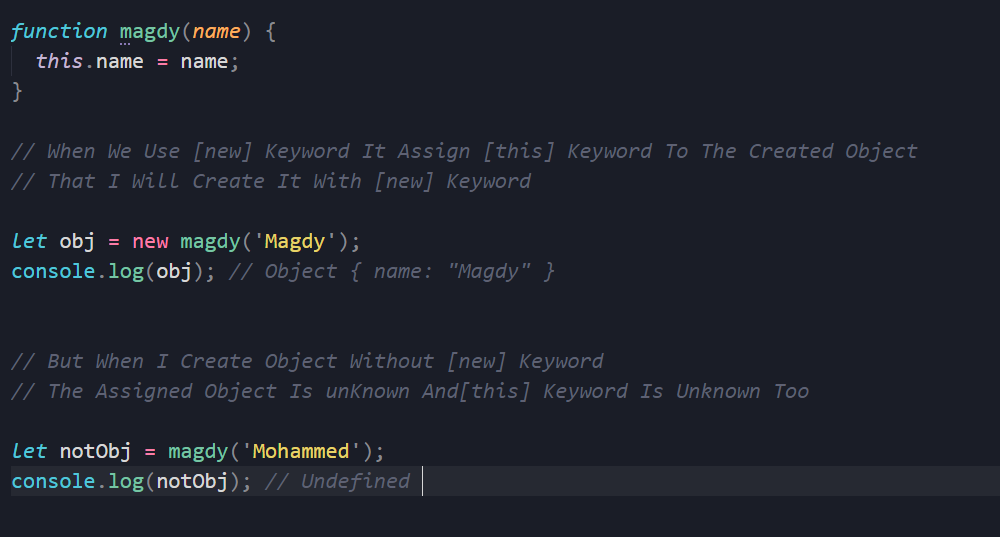 function magdy(name) {
  this.name = name;
}
// When We Use [new] Keyword It Assign [this] Keyword To The Created Object
// That I Will Create It With [new] Keyword
let obj = new magdy('Magdy');
console.log(obj); // Object { name: "Magdy" }
// But When I Create Object Without [new] Keyword
// The Assigned Object Is unKnown And[this] Keyword Is Unknown Too
let notObj = magdy('Mohammed');
console.log(notObj); // Undefined